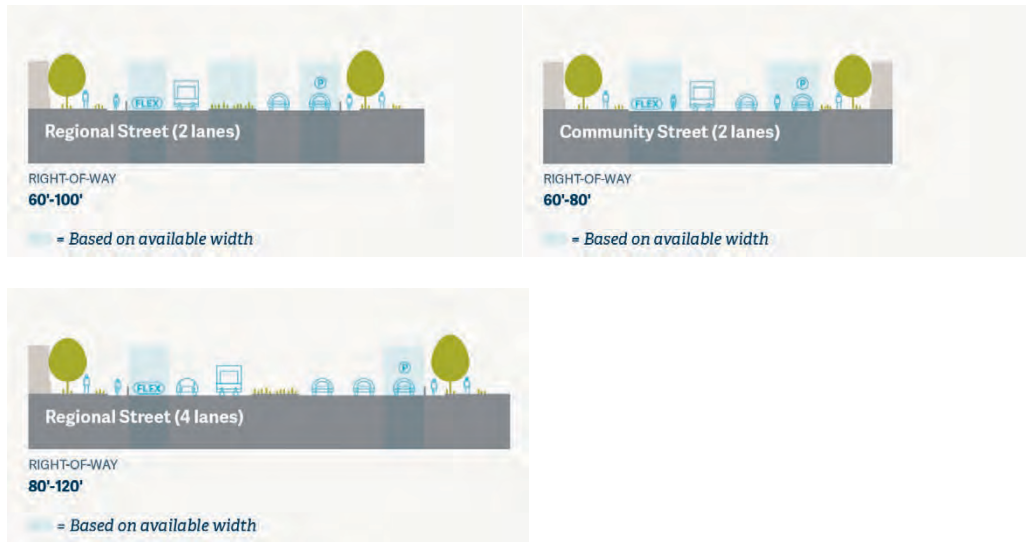 FLEX
P
Regional Street (2 lanes)
RIGHT-OF-WAY
60'-100'
= Based on available width
FLEX
P
Community Street (2 lanes)
RIGHT-OF-WAY
60'-80'
= Based on available width
FLEX
P
Regional Street (4 lanes)
RIGHT-OF-WAY
80'-120'
= Based on available width